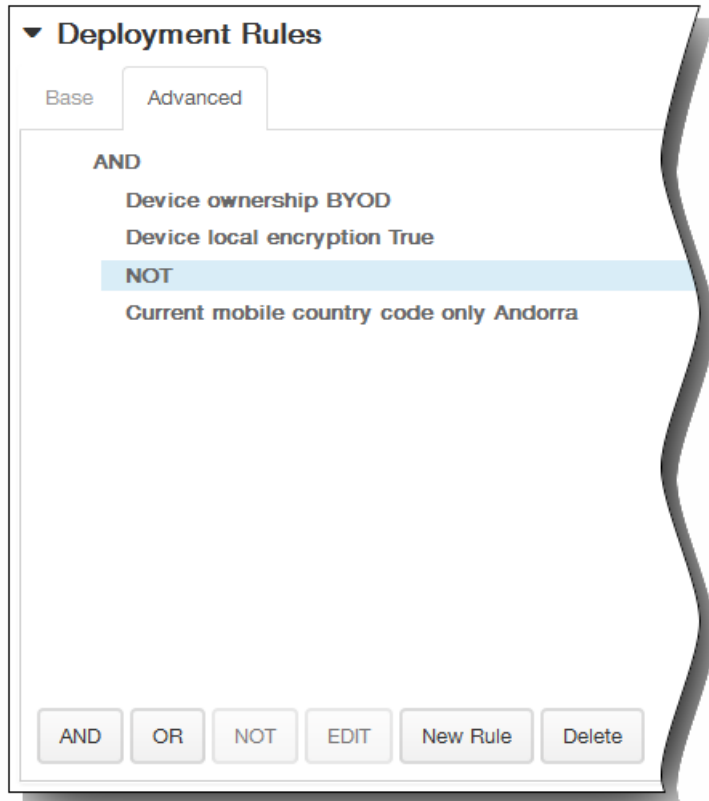 Deployment Rules
Base Advanced
AND
Device ownership BYOD
Device local encryption True
NOT
Current mobile country code only Andorra
AND OR NOT EDIT New Rule Delete